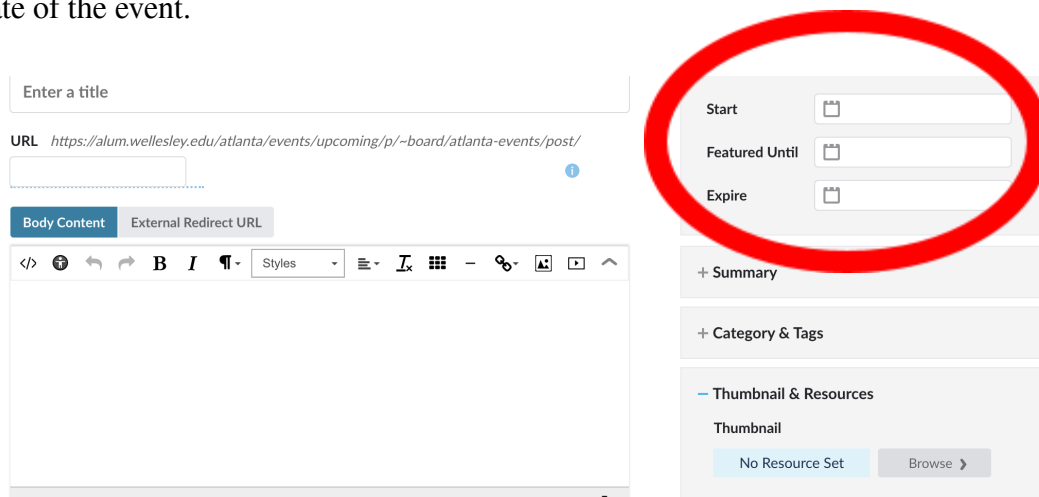 ate of the event.
Enter a title
URL https://alum.wellesley.edu/atlanta/events/upcoming/p/~board/atlanta-events/post/
Body Content External Redirect URL
Styles
Start
Featured Until
Expire
+ Summary
+ Category & Tags
− Thumbnail & Resources
Thumbnail
No Resource Set Browse ❯